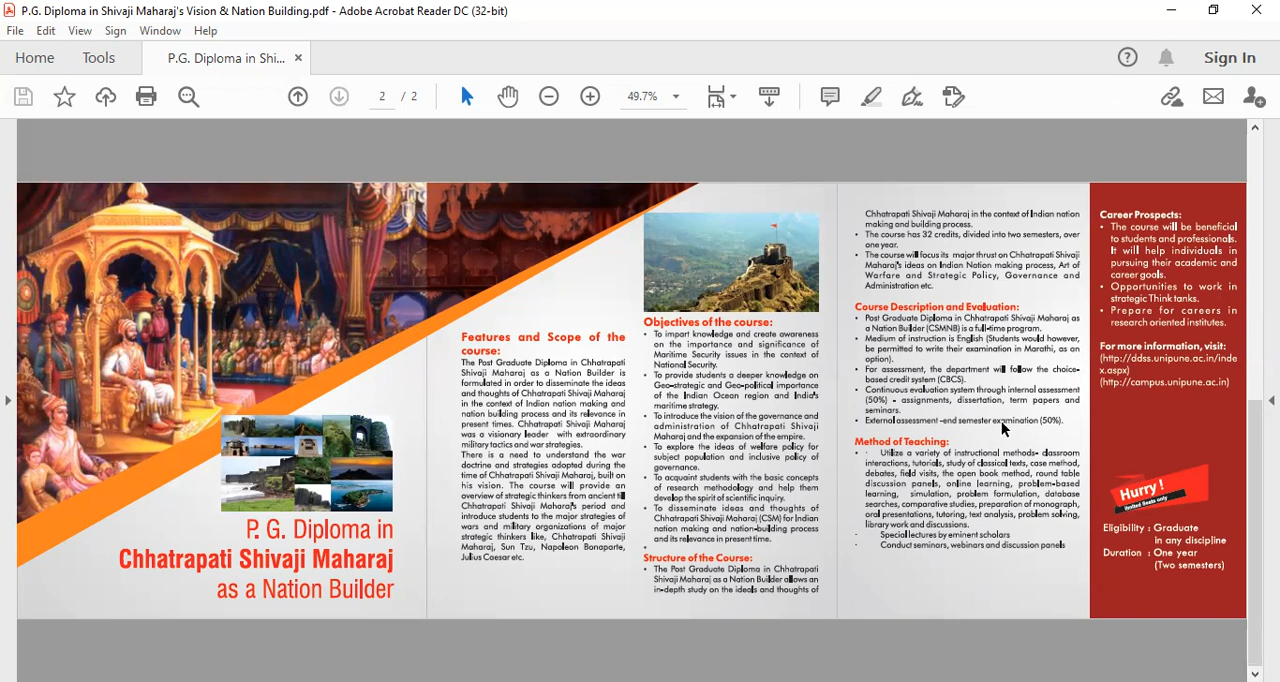 P.G. Diploma in Shivaji Maharaj's Vision & Nation Building.pdf - Adobe Acrobat Reader DC (32-bit)
File Edit View Sign Window Help
Home Tools P.G. Diploma in Shi... × Sign In
2 / 2 49.7%
P. G. Diploma in
Chhatrapati Shivaji Maharaj
as a Nation Builder
Features and Scope of the
course:
The Post Graduate Diploma in Chhatrapati
Shivaji Maharaj as a Nation Builder is
formulated in order to disseminate the ideas
and thoughts of Chhatrapati Shivaji Maharaj
in the context of Indian nation making and
nation building process and its relevance in
present times. Chhatrapati Shivaji Maharaj
was a visionary leader with extraordinary
military tactics and war strategies.
There is a need to understand the war
doctrine and strategies adopted during the
time of Chhatrapati Shivaji Maharaj, built on
his vision. The course will provide an
overview of strategic thinkers from ancient till
Chhatrapati Shivaji Maharaj's period and
introduce students to the major strategies of
wars and military organizations of major
strategic thinkers like, Chhatrapati Shivaji
Maharaj, Sun Tzu, Napoleon Bonaparte,
Julius Caesar etc.
Objectives of the course:
• To impart knowledge and create awareness
on the importance and significance of
Maritime Security issues in the context of
National Security.
• To provide students a deeper knowledge on
Geo-strategic and Geo-political importance
of the Indian Ocean region and India's
maritime strategy.
• To introduce the vision of the governance and
administration of Chhatrapati Shivaji
Maharaj and the expansion of the empire.
• To explore the ideas of welfare policy for
subject population and inclusive policy of
governance.
• To acquaint students with the basic concepts
of research methodology and help them
develop the spirit of scientific inquiry.
• To disseminate ideas and thoughts of
Chhatrapati Shivaji Maharaj (CSM) for Indian
nation making and nation-building process
and its relevance in present time.
•
Structure of the Course:
• The Post Graduate Diploma in Chhatrapati
Shivaji Maharaj as a Nation Builder allows an
in-depth study on the ideals and thoughts of
Chhatrapati Shivaji Maharaj in the context of Indian nation
making and building process.
• The course has 32 credits, divided into two semesters, over
one year.
• The course will focus its major thrust on Chhatrapati Shivaji
Maharaj's ideas on Indian Nation making process, Art of
Warfare and Strategic Policy, Governance and
Administration etc.
Course Description and Evaluation:
• Post Graduate Diploma in Chhatrapati Shivaji Maharaj as
a Nation Builder (CSMNB) is a full-time program.
• Medium of instruction is English (Students would however,
be permitted to write their examination in Marathi, as an
option).
• For assessment, the department will follow the choice-
based credit system (CBCS).
• Continuous evaluation system through internal assessment
(50%) - assignments, dissertation, term papers and
seminars.
• External assessment -end semester examination (50%).
Method of Teaching:
• · Utilize a variety of instructional methods- classroom
interactions, tutorials, study of classical texts, case method,
debates, field visits, the open book method, round table
discussion panels, online learning, problem-based
learning, simulation, problem formulation, database
searches, comparative studies, preparation of monograph,
oral presentations, tutoring, text analysis, problem solving,
library work and discussions.
· Special lectures by eminent scholars
· Conduct seminars, webinars and discussion panels
Career Prospects:
• The course will be beneficial
to students and professionals.
It will help individuals in
pursuing their academic and
career goals.
• Opportunities to work in
strategic Think tanks.
• Prepare for careers in
research oriented institutes.
For more information, visit:
(http://ddss.unipune.ac.in/inde
x.aspx)
(http://campus.unipune.ac.in)
Hurry !
limited Seats only
Eligibility : Graduate
in any discipline
Duration : One year
(Two semesters)